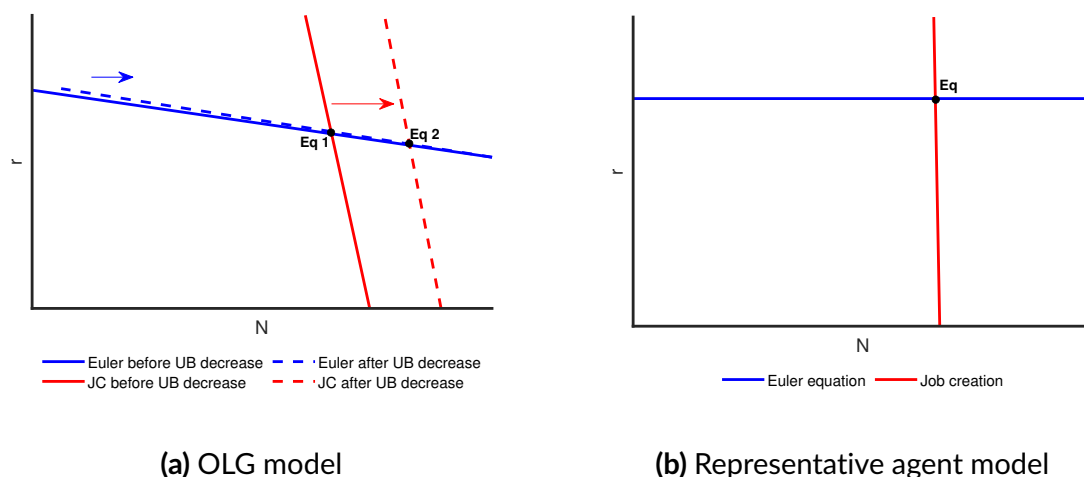 r
Eq 1
Eq 2
N
Euler before UB decrease
Euler after UB decrease
JC before UB decrease
JC after UB decrease
(a) OLG model
r
Eq
N
Euler equation
Job creation
(b) Representative agent model